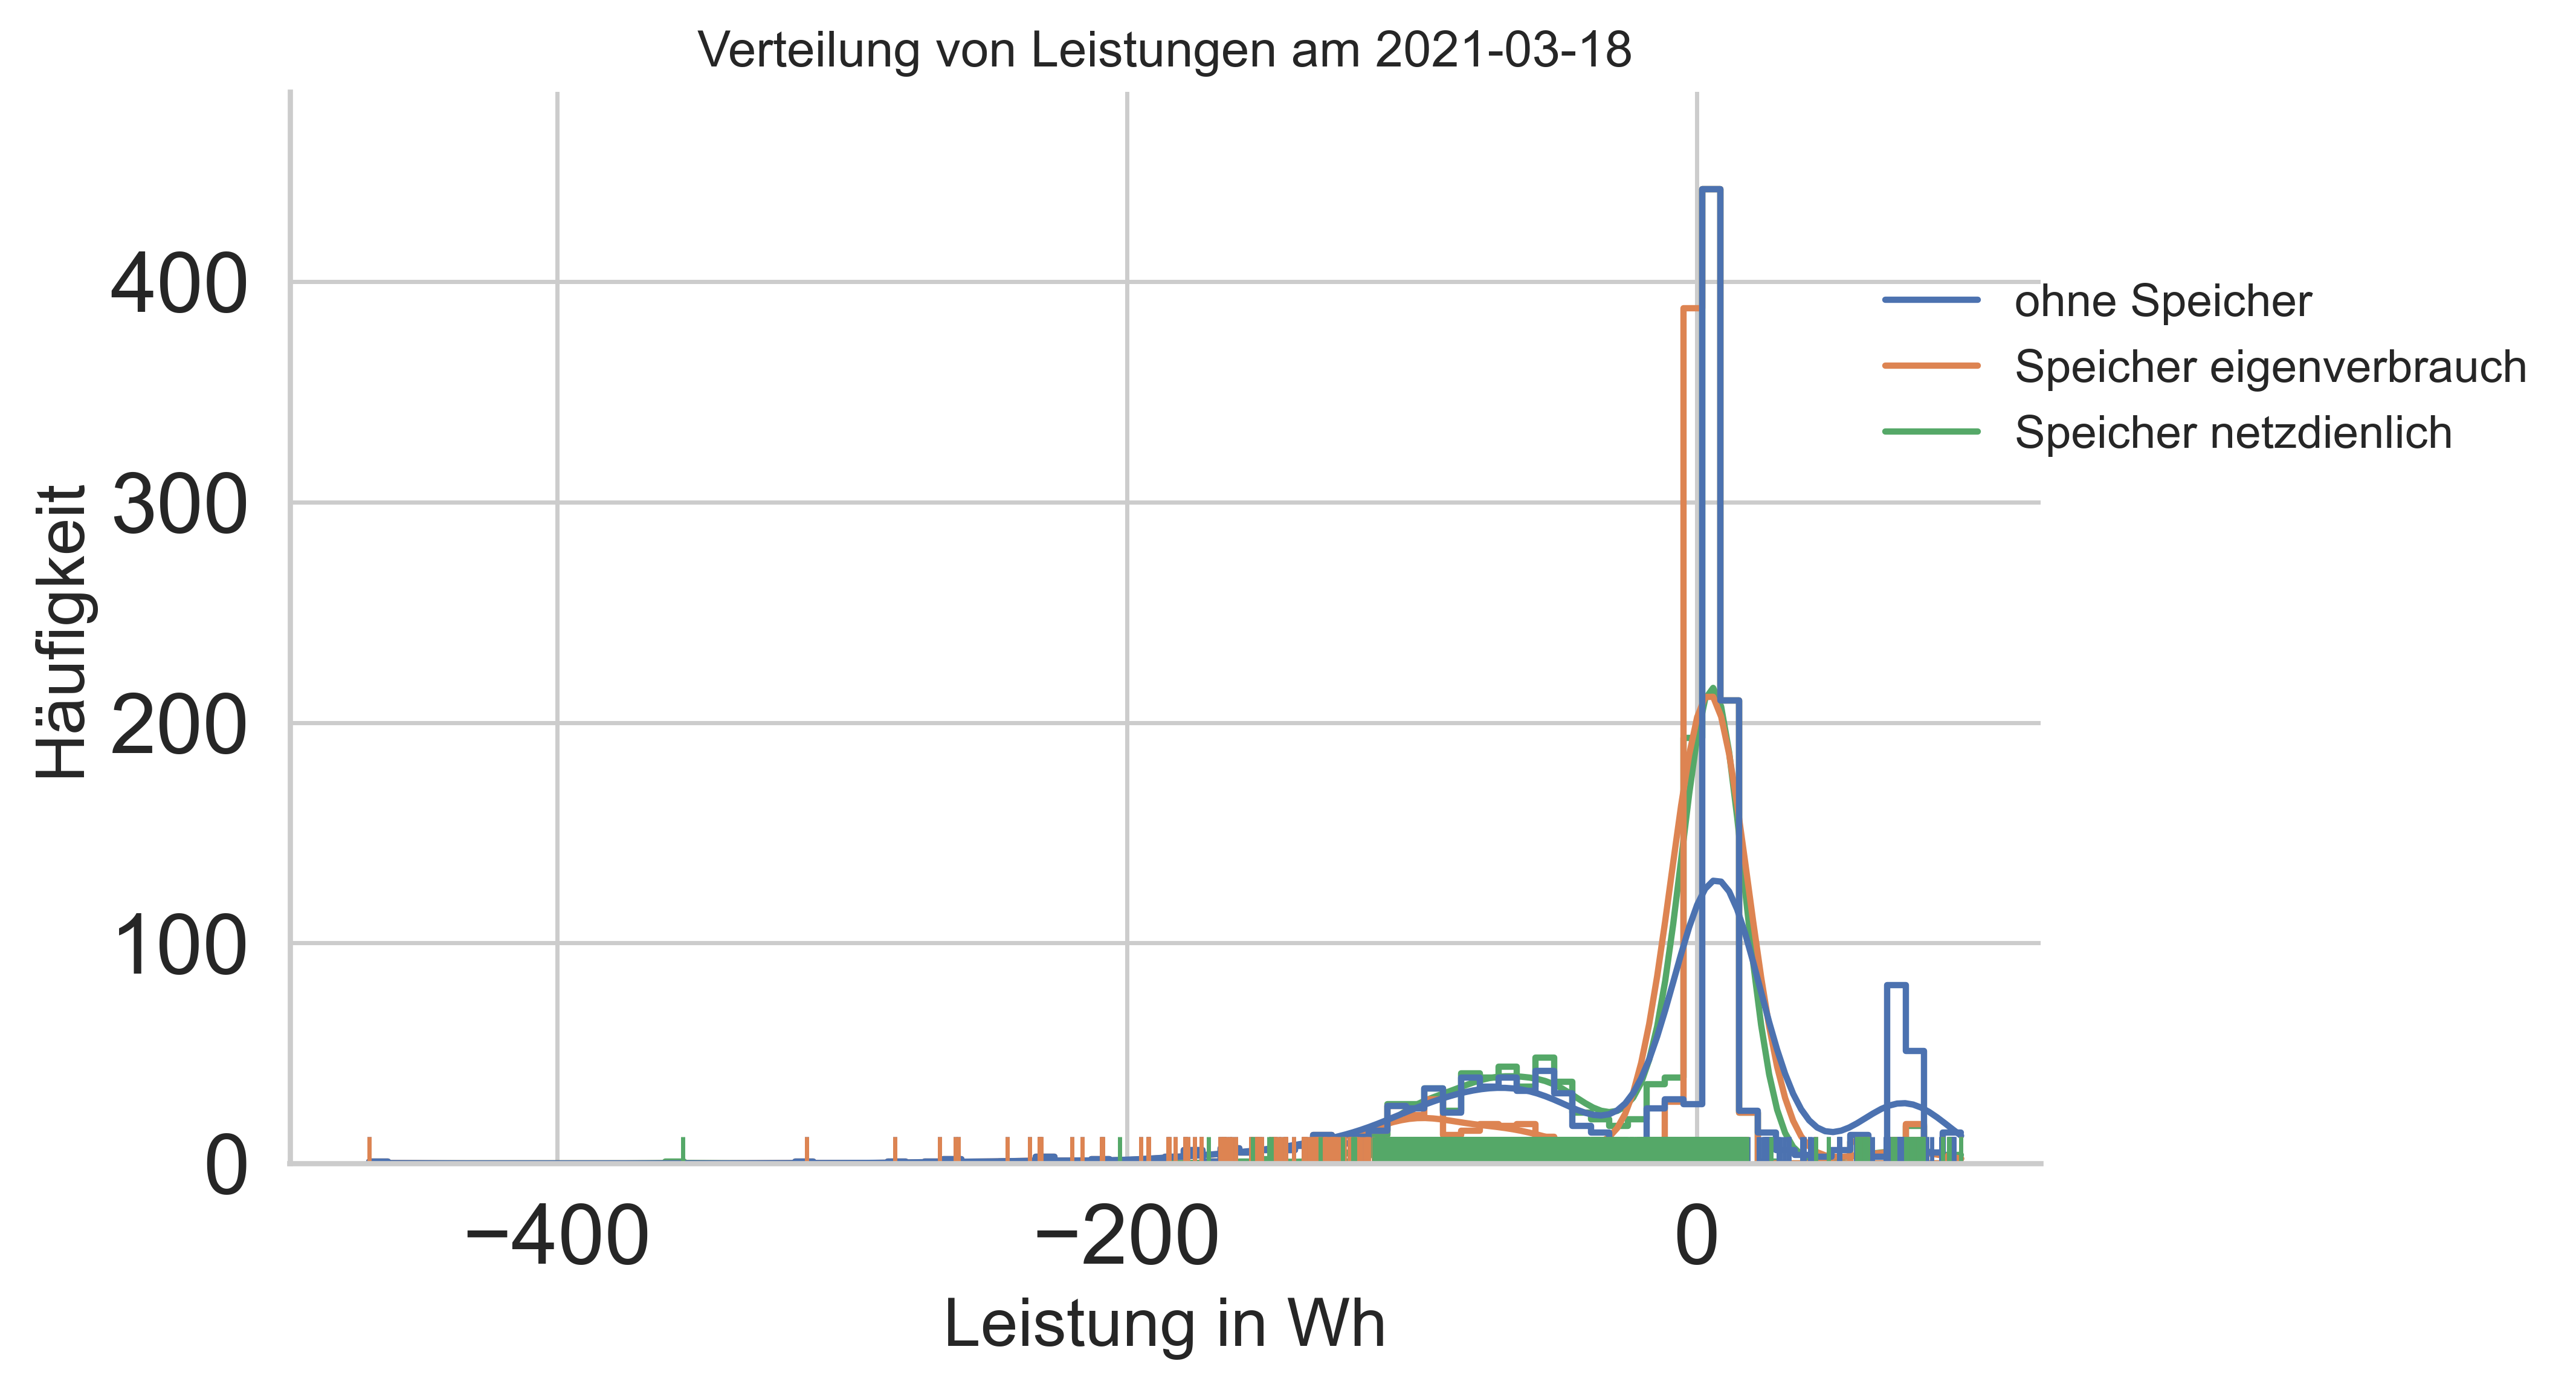 Verteilung von Leistungen am 2021-03-18
Häufigkeit
400
300
200
100
0
−400
−200
0
Leistung in Wh
ohne Speicher
Speicher eigenverbrauch
Speicher netzdienlich